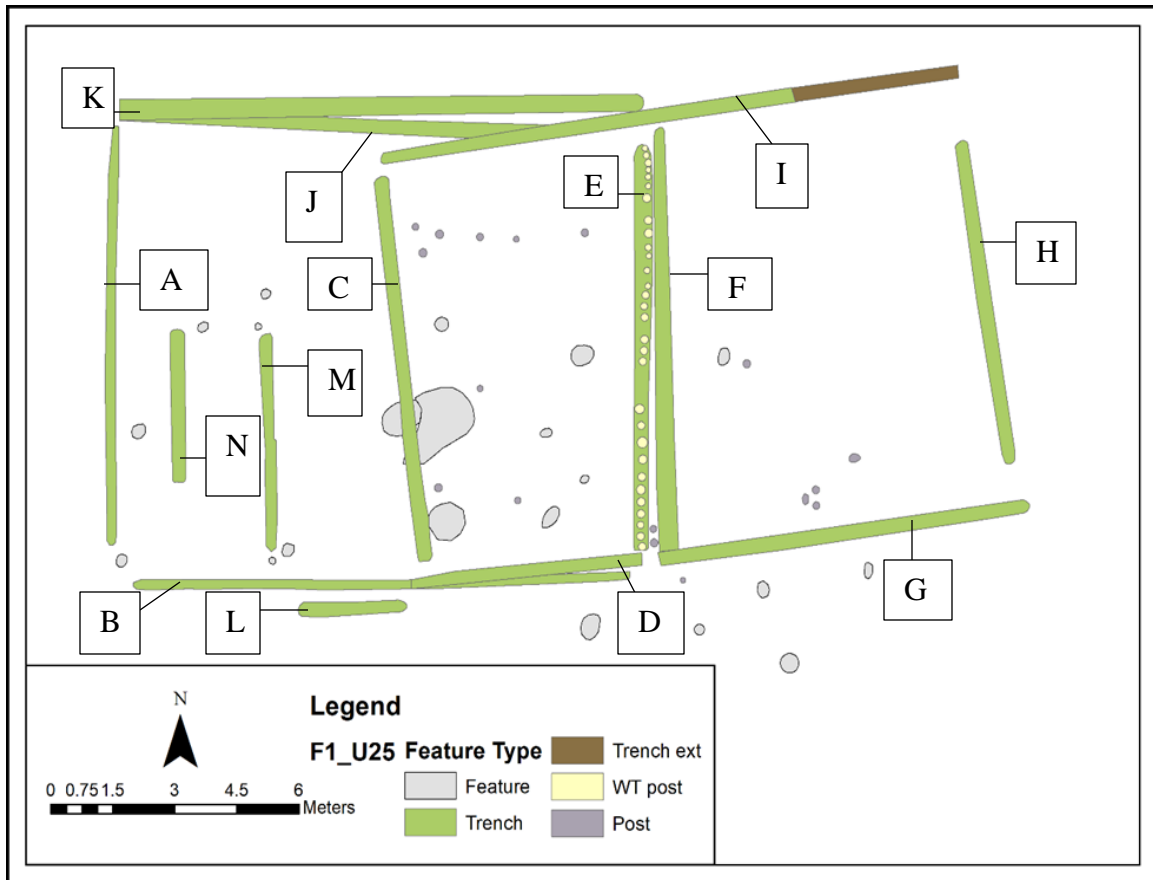 K
J
E
I
A
C
F
H
M
N
B
L
D
G
N
Legend
F1_U25 Feature Type
Feature
Trench
Trench ext
WT post
Post
0 0.75 1.5 3 4.5 6
Meters